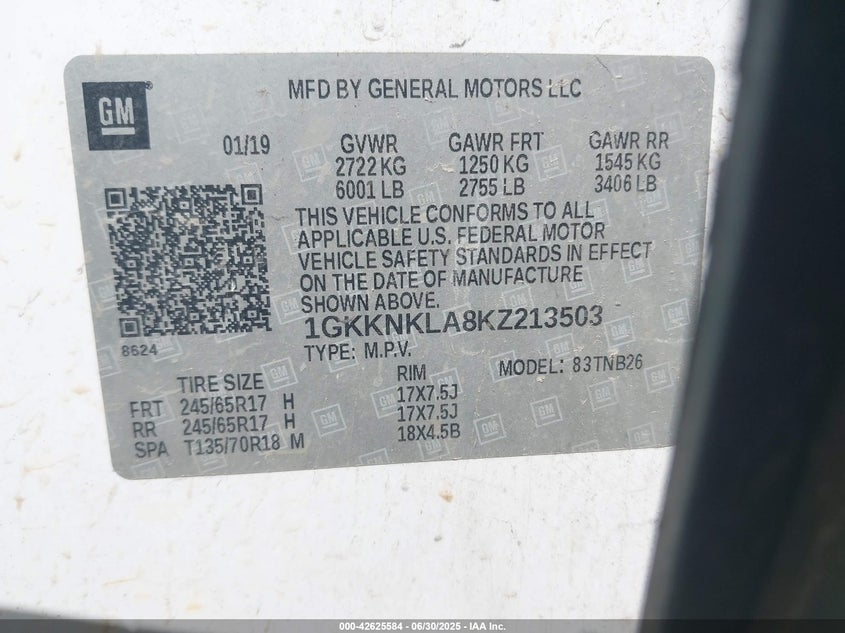 GM
MFD BY GENERAL MOTORS LLC
01/19 GVWR GAWR FRT GAWR RR
2722 KG 1250 KG 1545 KG
6001 LB 2755 LB 3406 LB
THIS VEHICLE CONFORMS TO ALL
APPLICABLE U.S. FEDERAL MOTOR
VEHICLE SAFETY STANDARDS IN EFFECT
ON THE DATE OF MANUFACTURE
SHOWN ABOVE.
1GKKNKLA8KZ213503
8624
TYPE: M.P.V. MODEL: 83TNB26
TIRE SIZE RIM
FRT 245/65R17 H 17X7.5J
RR 245/65R17 H 17X7.5J
SPA T135/70R18 M 18X4.5B
000-42625584 - 06/30/2025 - IAA Inc.